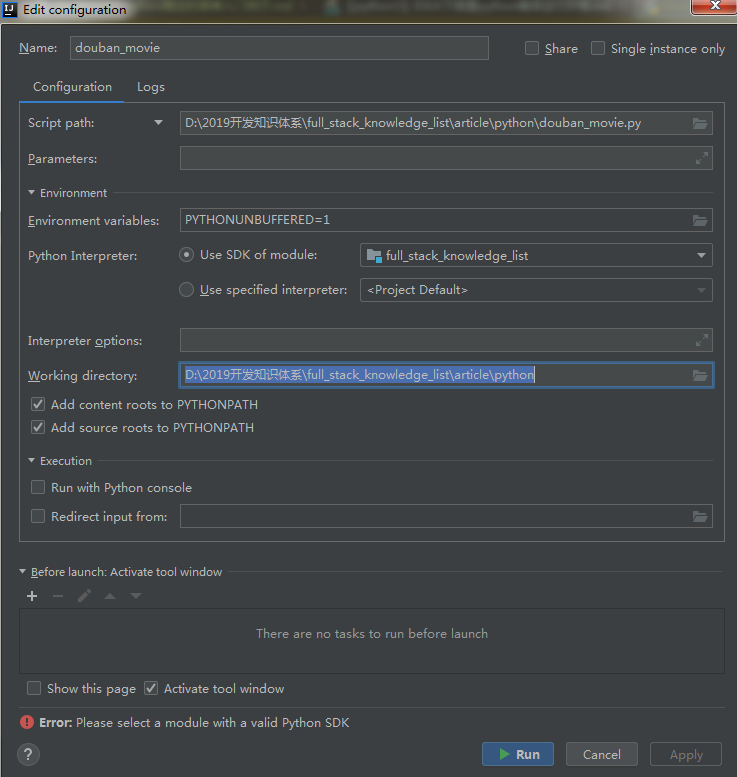 Edit configuration
Name: douban_movie
Share
Single instance only
Configuration
Logs
Script path: D:\2019开发知识体系\full_stack_knowledge_list\article\python\douban_movie.py
Parameters:
Environment
Environment variables: PYTHONUNBUFFERED=1
Python Interpreter: Use SDK of module: full_stack_knowledge_list
Use specified interpreter: <Project Default>
Interpreter options:
Working directory: D:\2019开发知识体系\full_stack_knowledge_list\article\python
Add content roots to PYTHONPATH
Add source roots to PYTHONPATH
Execution
Run with Python console
Redirect input from:
Before launch: Activate tool window
There are no tasks to run before launch
Show this page Activate tool window
Error: Please select a module with a valid Python SDK
? Run Cancel Apply